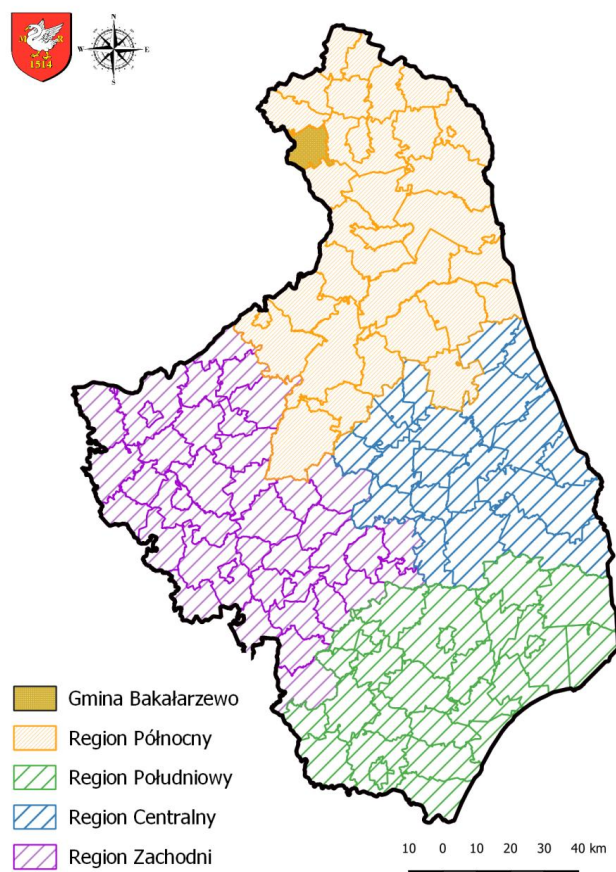 N
W E
S
M R
1514
Gmina Bakałarzewo
Region Północny
Region Południowy
Region Centralny
Region Zachodni
10 0 10 20 30 40 km